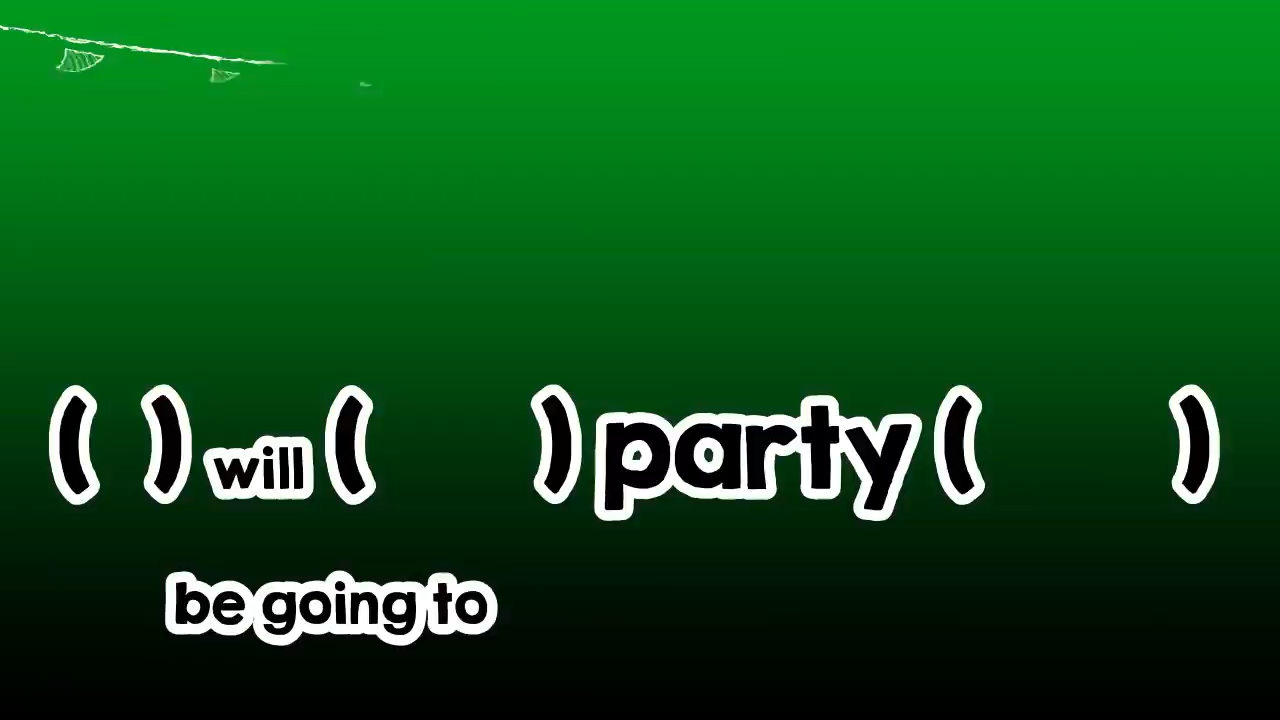 ( ) will ( ) party ( )
be going to